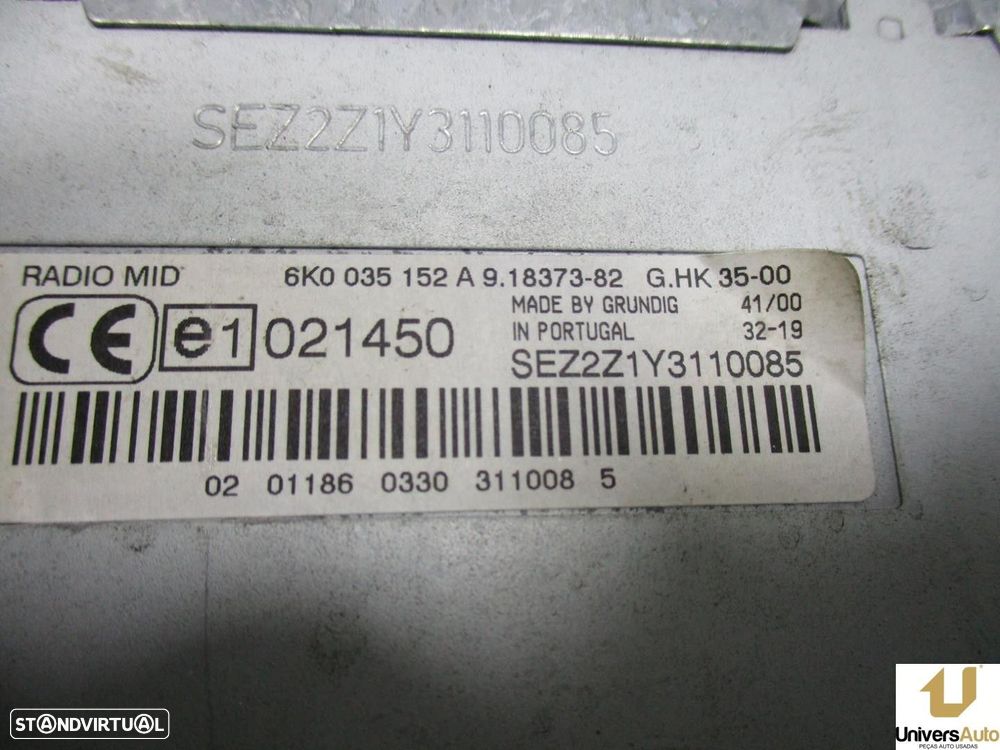 SEZ2Z1Y3110085
RADIO MID 6K0 035 152 A 9.18373-82 G.HK 35-00
CE e1 021450
MADE BY GRUNDIG 41/00
IN PORTUGAL 32-19
SEZ2Z1Y3110085
02 01186 0330 311008 5
STANDVIRTUAL
UniversAuto
PEÇAS AUTO USADAS